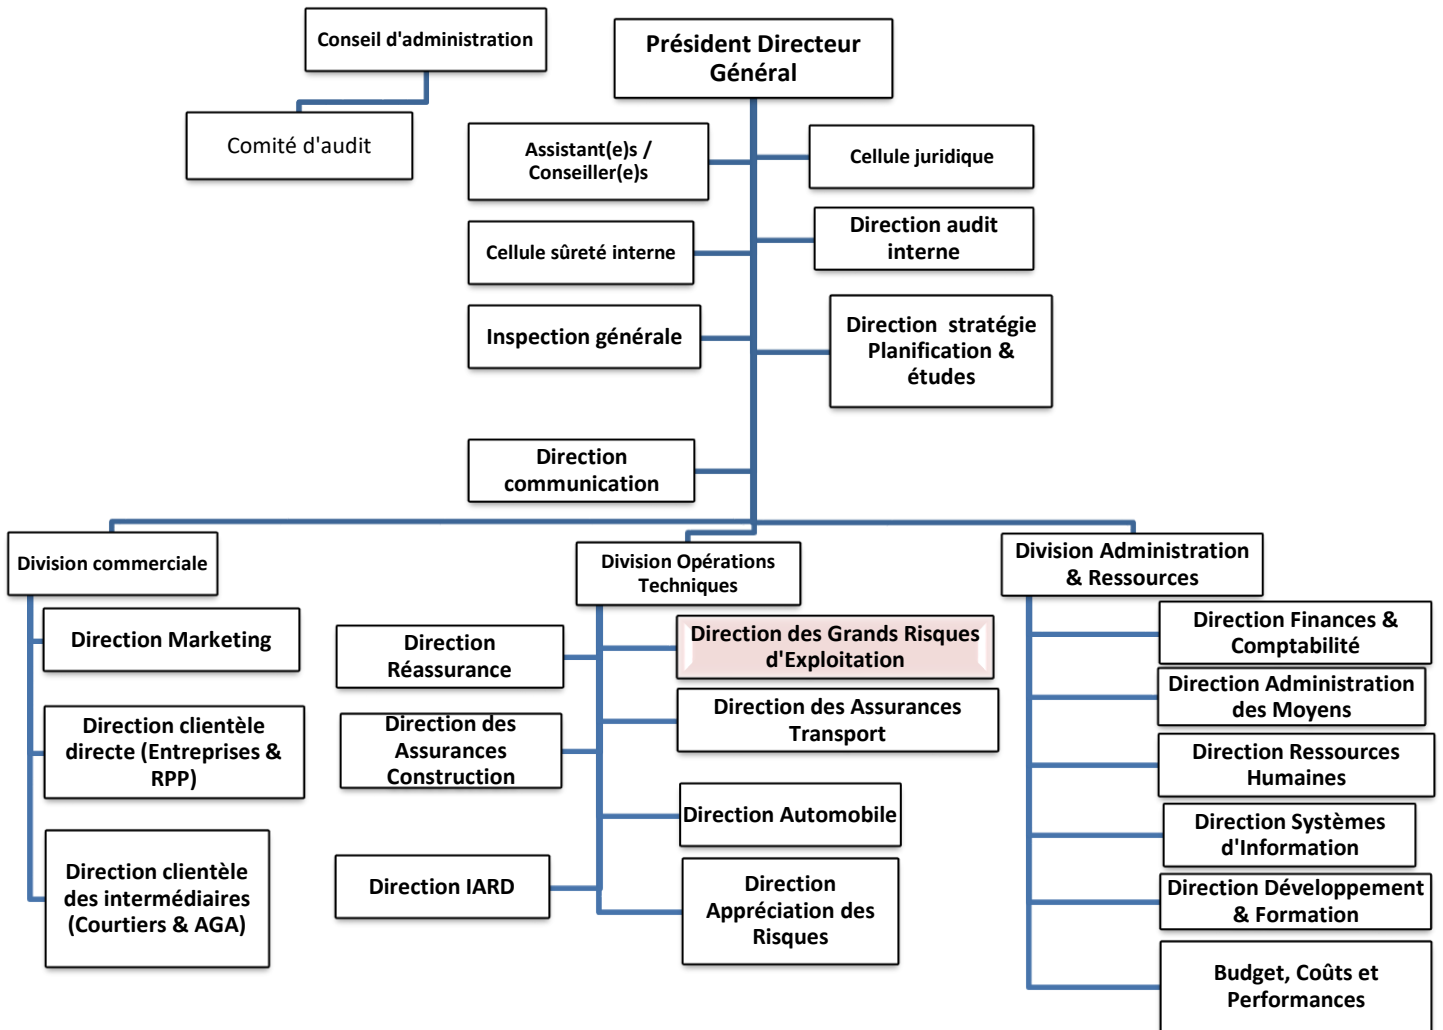 Conseil d'administration
Président Directeur
Général
Comité d'audit
Assistant(e)s /
Conseiller(e)s
Cellule juridique
Cellule sûreté interne
Direction audit
interne
Inspection générale
Direction  stratégie
Planification &
études
Direction
communication
Division commerciale
Division Opérations
Techniques
Division Administration
& Ressources
Direction Marketing
Direction clientèle
directe (Entreprises &
RPP)
Direction clientèle
des intermédiaires
(Courtiers & AGA)
Direction
Réassurance
Direction des Grands Risques
d'Exploitation
Direction des
Assurances
Construction
Direction des Assurances
Transport
Direction Automobile
Direction IARD
Direction
Appréciation des
Risques
Direction Finances &
Comptabilité
Direction Administration
des Moyens
Direction Ressources
Humaines
Direction Systèmes
d'Information
Direction Développement
& Formation
Budget, Coûts et
Performances